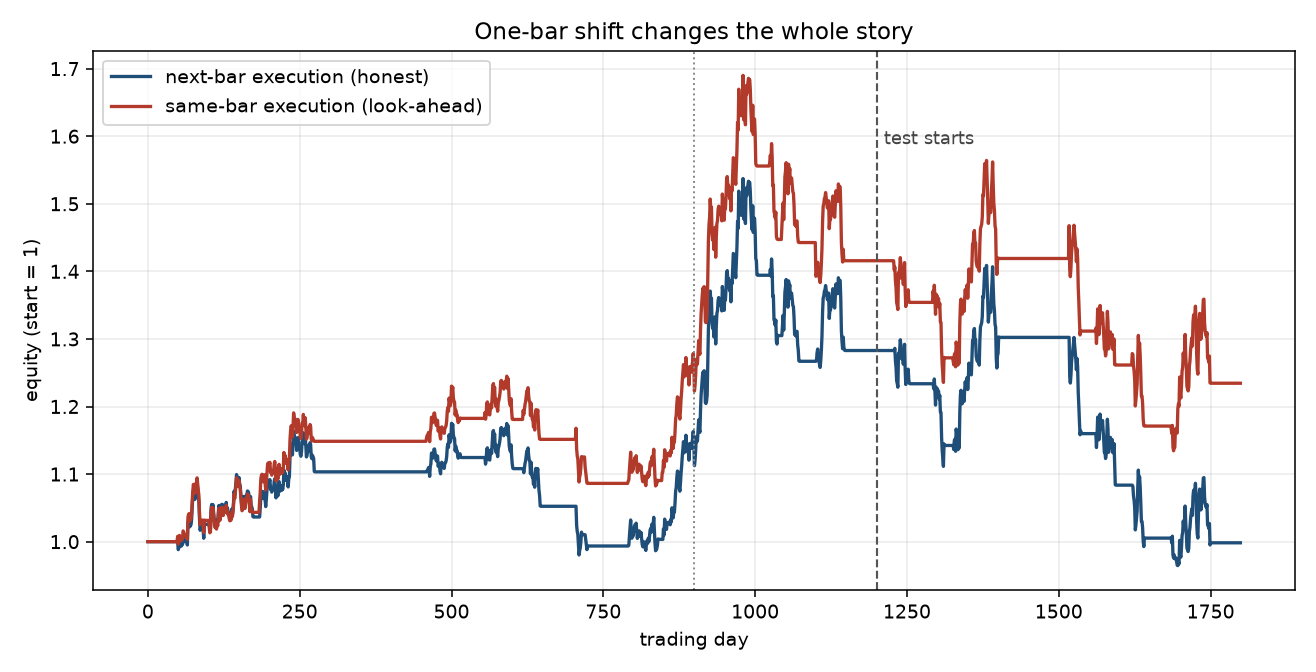 One-bar shift changes the whole story
next-bar execution (honest)
same-bar execution (look-ahead)
test starts
equity (start = 1)
1.7
1.6
1.5
1.4
1.3
1.2
1.1
1.0
0 250 500 750 1000 1250 1500 1750
trading day